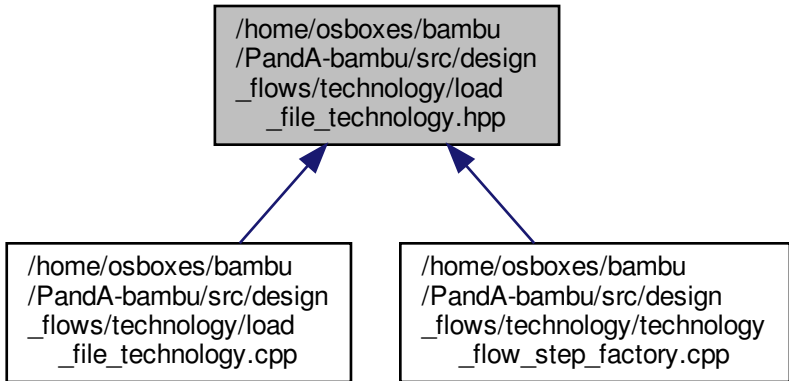 /home/osboxes/bambu
/PandA-bambu/src/design
_flows/technology/load
_file_technology.hpp
/home/osboxes/bambu
/PandA-bambu/src/design
_flows/technology/load
_file_technology.cpp
/home/osboxes/bambu
/PandA-bambu/src/design
_flows/technology/technology
_flow_step_factory.cpp